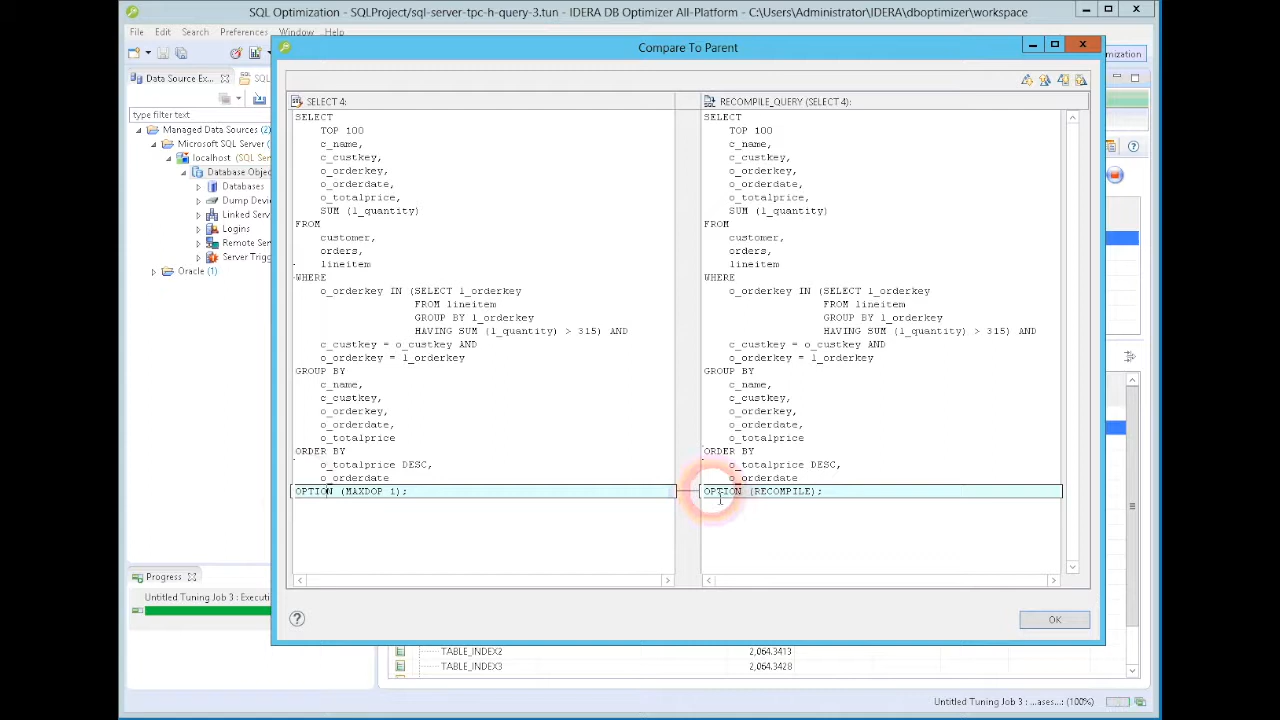 SQL Optimization - SQLProject/sql-server-tpc-h-query-3.tun - IDERA DB Optimizer All-Platform - C:\Users\Administrator\IDERA\dboptimizer\workspace
File Edit Search Preferences Window Help
Compare To Parent
Data Source Ex...
SQL
mization
type filter text
Managed Data Sources (2)
Microsoft SQL Server
localhost (SQL Ser
Database Objec
Databases
Dump Devi
Linked Serv
Logins
Remote Serv
Server Trigg
Oracle (1)
SELECT 4:
SELECT
TOP 100
c_name,
c_custkey,
o_orderkey,
o_orderdate,
o_totalprice,
SUM (l_quantity)
FROM
customer,
orders,
lineitem
WHERE
o_orderkey IN (SELECT l_orderkey
FROM lineitem
GROUP BY l_orderkey
HAVING SUM (l_quantity) > 315) AND
c_custkey = o_custkey AND
o_orderkey = l_orderkey
GROUP BY
c_name,
c_custkey,
o_orderkey,
o_orderdate,
o_totalprice
ORDER BY
o_totalprice DESC,
o_orderdate
OPTION (MAXDOP 1);
RECOMPILE_QUERY (SELECT 4):
SELECT
TOP 100
c_name,
c_custkey,
o_orderkey,
o_orderdate,
o_totalprice,
SUM (l_quantity)
FROM
customer,
orders,
lineitem
WHERE
o_orderkey IN (SELECT l_orderkey
FROM lineitem
GROUP BY l_orderkey
HAVING SUM (l_quantity) > 315) AND
c_custkey = o_custkey AND
o_orderkey = l_orderkey
GROUP BY
c_name,
c_custkey,
o_orderkey,
o_orderdate,
o_totalprice
ORDER BY
o_totalprice DESC,
o_orderdate
OPTION (RECOMPILE);
OK
Progress
Untitled Tuning Job 3 : Executi
TABLE_INDEX2 2,064.3413
TABLE_INDEX3 2,064.3428
Untitled Tuning Job 3: ...ases... (100%)